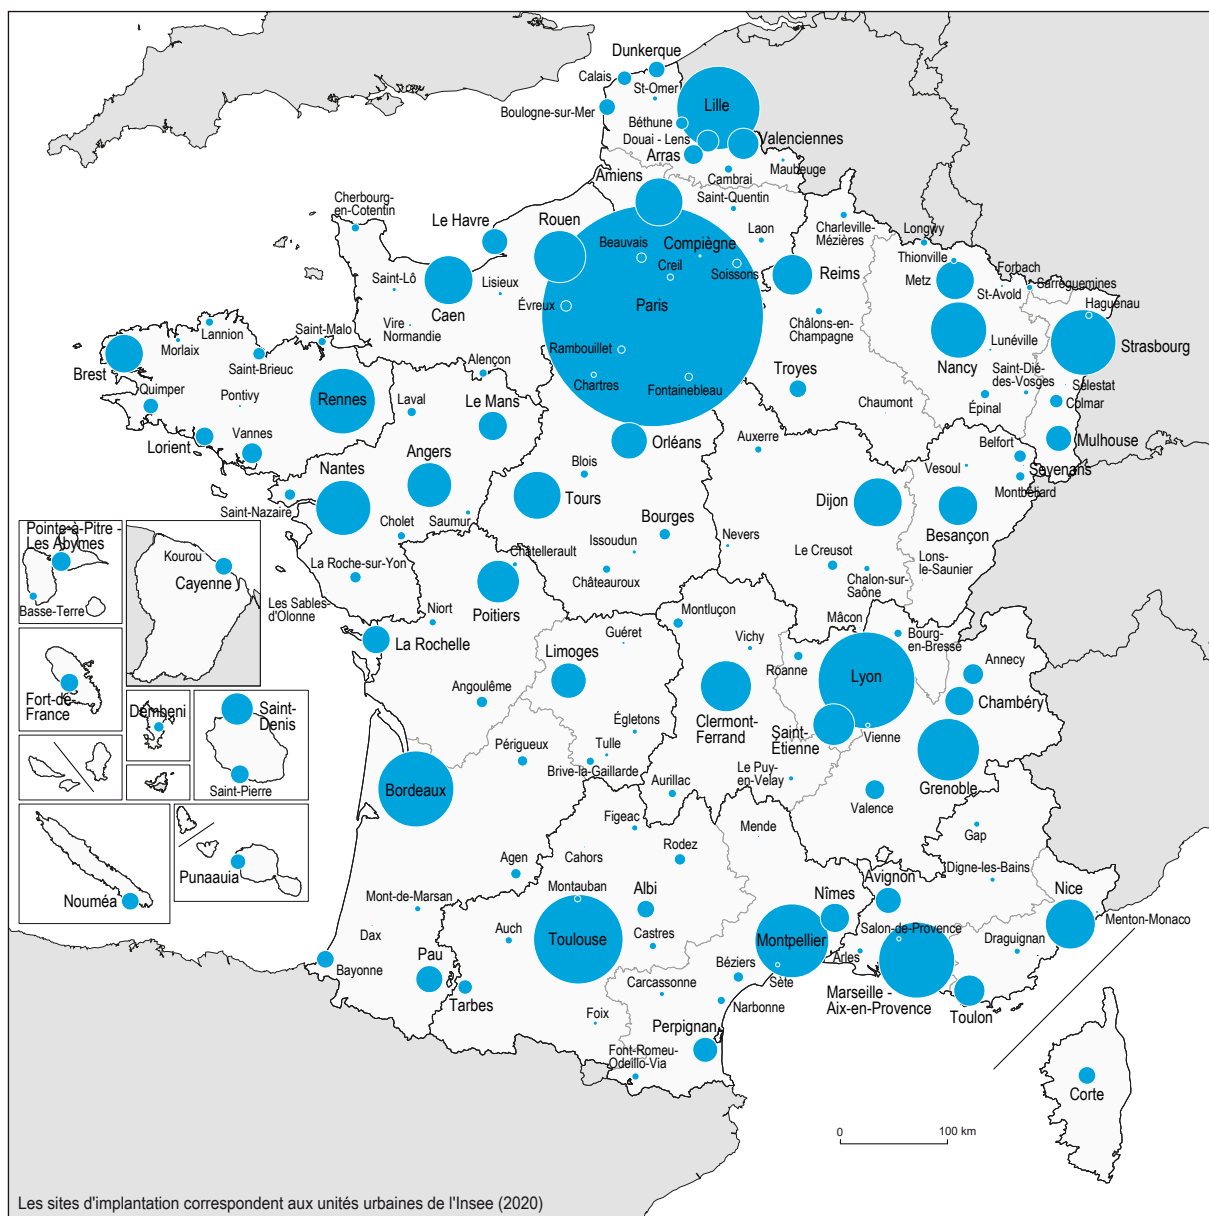 Dunkerque
Calais
St-Omer
Boulogne-sur-Mer
Lille
Béthune
Douai - Lens
Valenciennes
Arras
Maubeuge
Cambrai
Amiens
Saint-Quentin
Cherbourg-
en-Cotentin
Le Havre
Rouen
Laon
Charleville-
Mézières
Longwy
Beauvais
Compiègne
Creil
Soissons
Reims
Thionville
Metz
Forbach
Sarreguemines
St-Avold
Haguenau
Saint-Lô
Lisieux
Caen
Évreux
Paris
Châlons-en-
Champagne
Vire
Normandie
Lannion
Saint-Malo
Morlaix
Saint-Brieuc
Brest
Rambouillet
Lunéville
Nancy
Strasbourg
Alençon
Chartres
Fontainebleau
Troyes
Saint-Dié-
des-Vosges
Sélestat
Quimper
Pontivy
Rennes
Laval
Le Mans
Chaumont
Épinal
Colmar
Lorient
Vannes
Orléans
Auxerre
Belfort
Mulhouse
Nantes
Angers
Blois
Vesoul
Sevenans
Montbéliard
Saint-Nazaire
Tours
Dijon
Besançon
Cholet
Saumur
Bourges
Pointe-à-Pitre -
Les Abymes
Kourou
Cayenne
Basse-Terre
La Roche-sur-Yon
Châtellerault
Issoudun
Nevers
Châteauroux
Le Creusot
Chalon-sur-
Saône
Lons-
le-Saunier
Les Sables-
d'Olonne
Niort
Poitiers
Montluçon
Mâcon
La Rochelle
Guéret
Vichy
Bourg-
en-Bresse
Limoges
Roanne
Lyon
Annecy
Fort-de-
France
Dembeni
Saint-
Denis
Angoulême
Clermont-
Ferrand
Chambéry
Égletons
Saint-
Étienne
Vienne
Périgueux
Tulle
Brive-la-Gaillarde
Aurillac
Le Puy-
en-Velay
Grenoble
Saint-Pierre
Bordeaux
Valence
Figeac
Mende
Gap
Agen
Cahors
Rodez
Digne-les-Bains
Punaauia
Nouméa
Mont-de-Marsan
Montauban
Albi
Nîmes
Avignon
Nice
Dax
Auch
Toulouse
Castres
Montpellier
Salon-de-Provence
Menton-Monaco
Draguignan
Arles
Bayonne
Pau
Tarbes
Béziers
Sète
Carcassonne
Narbonne
Marseille -
Aix-en-Provence
Toulon
Foix
Perpignan
Font-Romeu-
Odeillo-Via
Corte
0
100 km
Les sites d'implantation correspondent aux unités urbaines de l'Insee (2020)